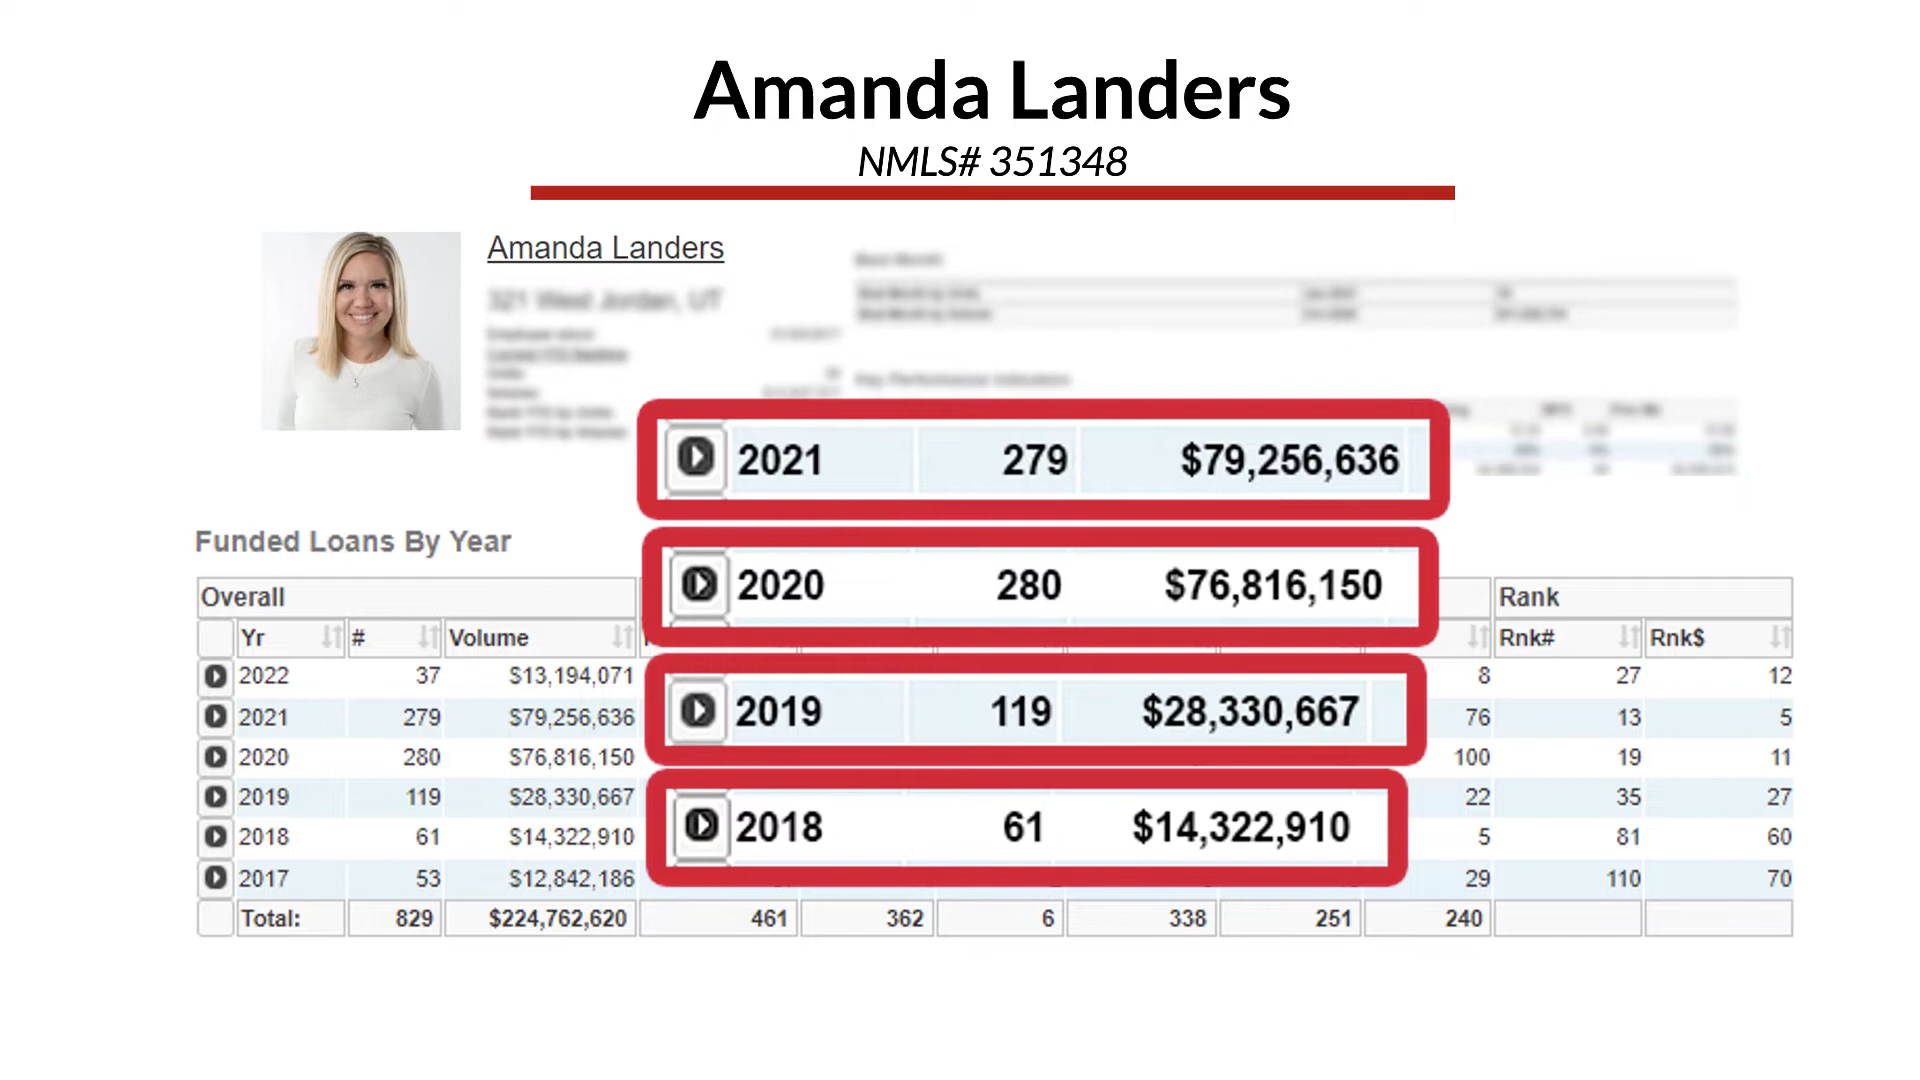 Amanda Landers
NMLS# 351348
Amanda Landers
321 West Jordan, UT
2021 279 $79,256,636
2020 280 $76,816,150
2019 119 $28,330,667
2018 61 $14,322,910
Funded Loans By Year
Overall Rank
Yr # Volume Rnk# Rnk$
2022 37 $13,194,071 8 27 12
2021 279 $79,256,636 76 13 5
2020 280 $76,816,150 100 19 11
2019 119 $28,330,667 22 35 27
2018 61 $14,322,910 5 81 60
2017 53 $12,842,186 29 110 70
Total: 829 $224,762,620 461 362 6 338 251 240